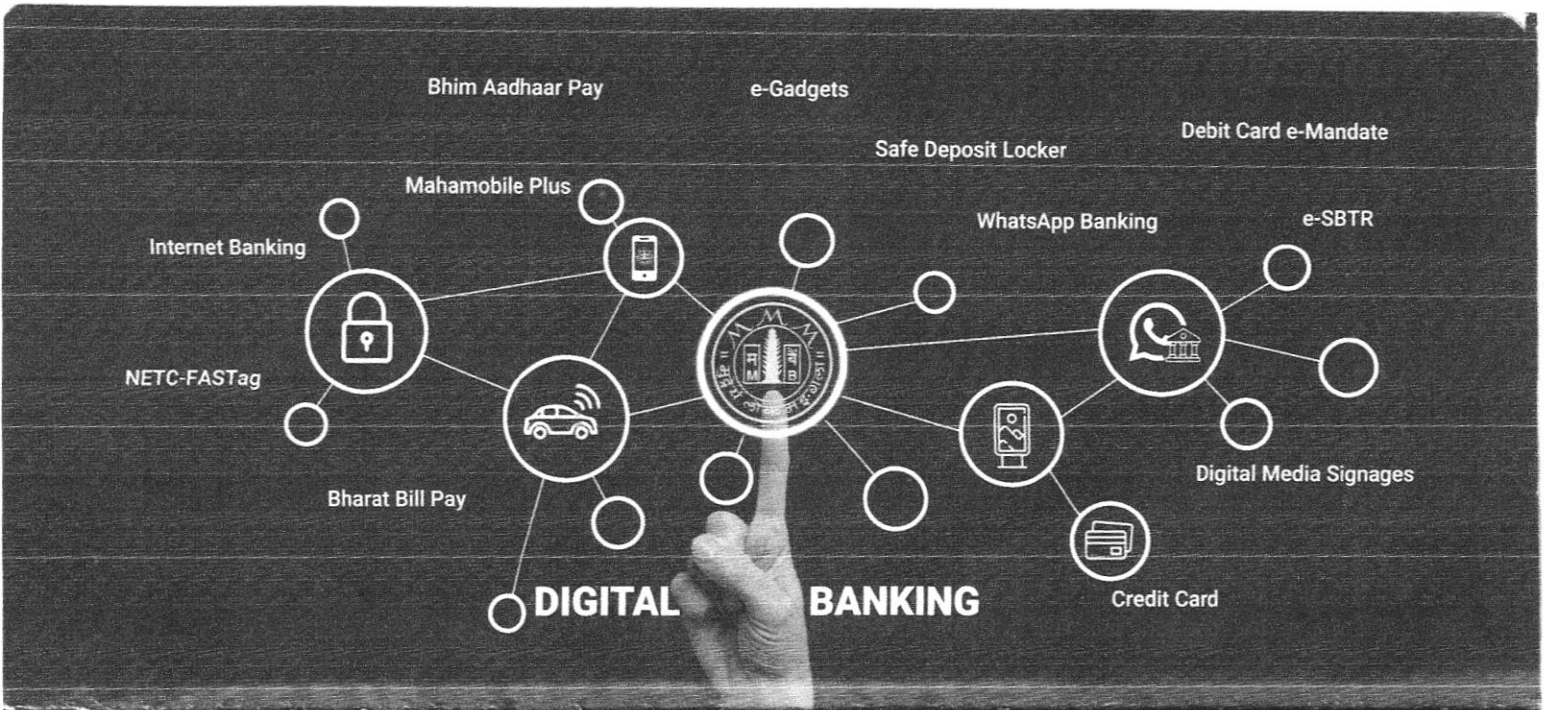 Bhim Aadhaar Pay
e-Gadgets
Debit Card e-Mandate
Safe Deposit Locker
Mahamobile Plus
WhatsApp Banking
e-SBTR
Internet Banking
म
M
B
NETC-FASTag
Digital Media Signages
Bharat Bill Pay
DIGITAL BANKING
Credit Card